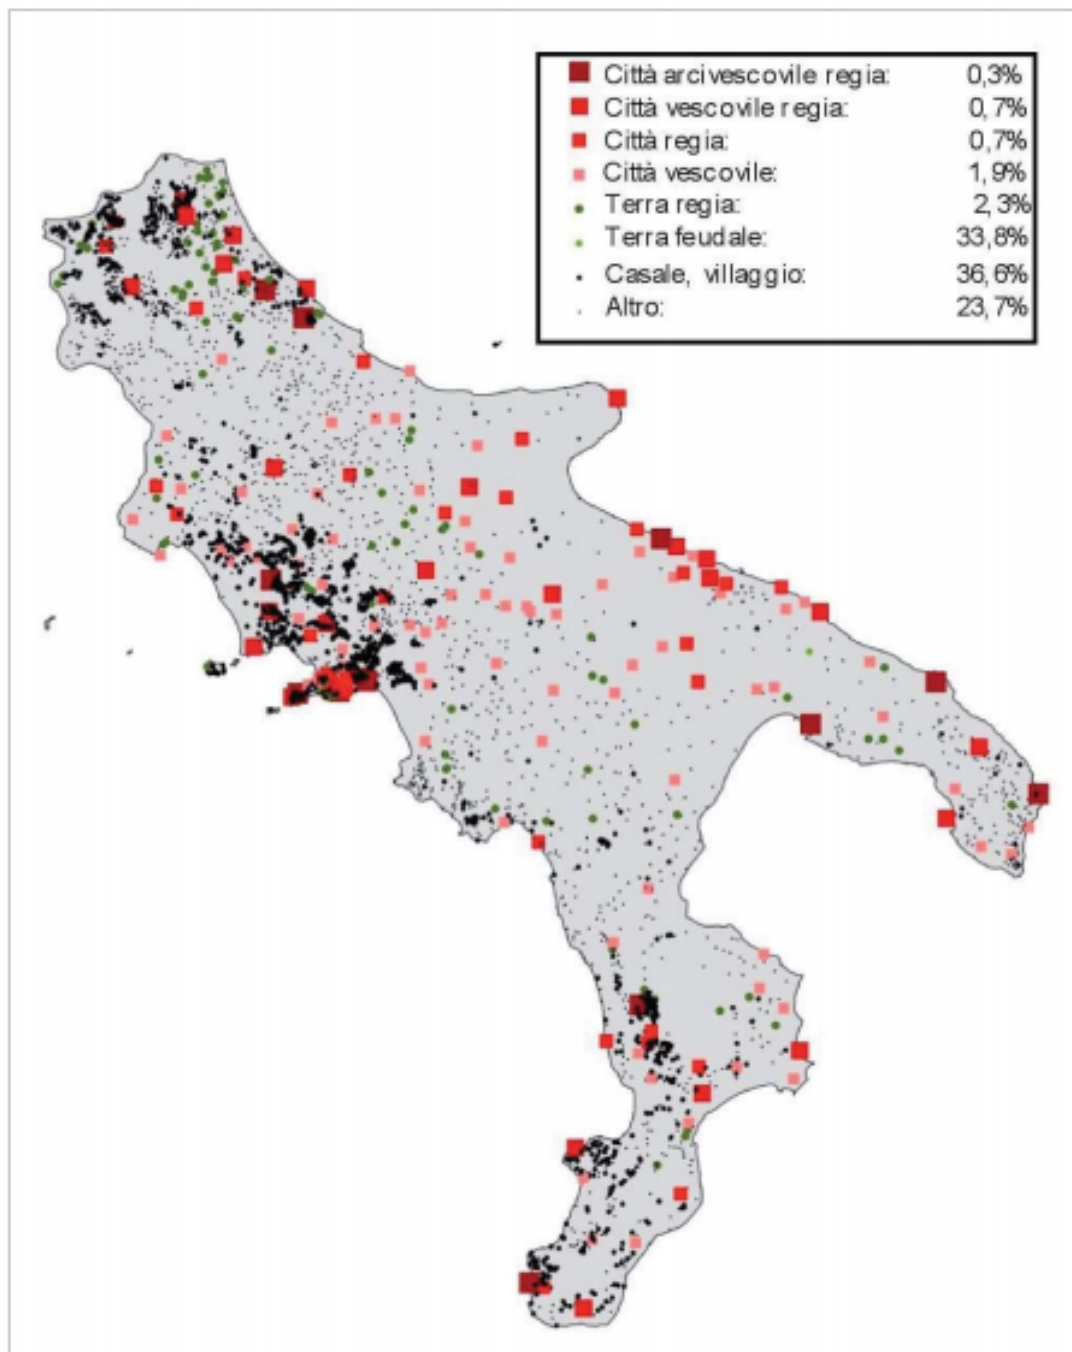 Città arcivescovile regia: 0,3%
Città vescovile regia: 0,7%
Città regia: 0,7%
Città vescovile: 1,9%
Terra regia: 2,3%
Terra feudale: 33,8%
Casale, villaggio: 36,6%
Altro: 23,7%